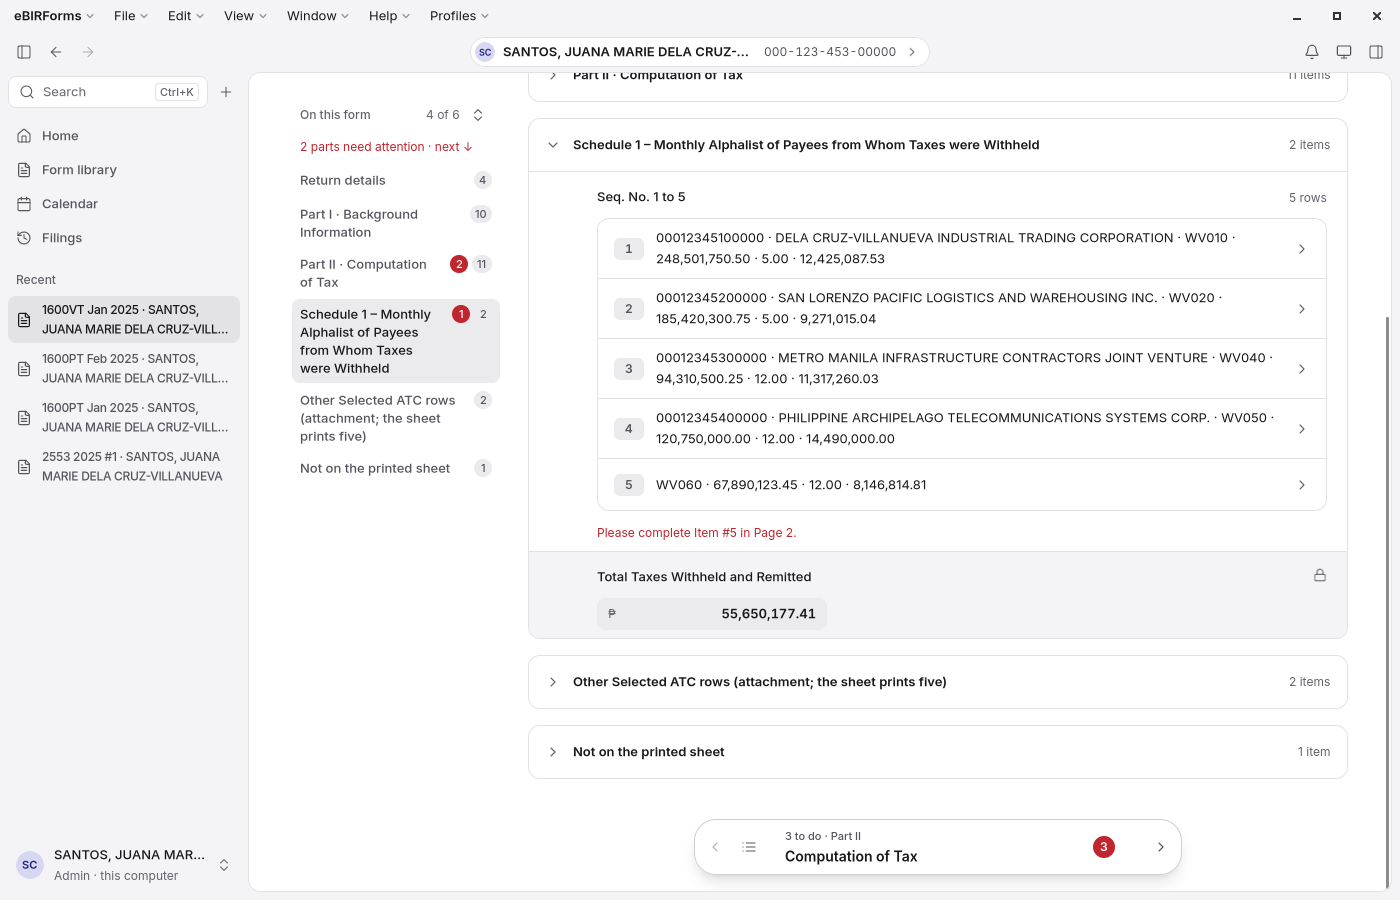 eBIRForms File Edit View Window Help Profiles
SC SANTOS, JUANA MARIE DELA CRUZ-... 000-123-453-00000
Search Ctrl+K
Home
Form library
Calendar
Filings
Recent
1600VT Jan 2025 · SANTOS,
JUANA MARIE DELA CRUZ-VILL...
1600PT Feb 2025 · SANTOS,
JUANA MARIE DELA CRUZ-VILL...
1600PT Jan 2025 · SANTOS,
JUANA MARIE DELA CRUZ-VILL...
2553 2025 #1 · SANTOS, JUANA
MARIE DELA CRUZ-VILLANUEVA
SC SANTOS, JUANA MAR...
Admin · this computer
On this form 4 of 6
2 parts need attention · next ↓
Return details 4
Part I · Background
Information 10
Part II · Computation
of Tax 2 11
Schedule 1 – Monthly
Alphalist of Payees
from Whom Taxes
were Withheld 1 2
Other Selected ATC rows
(attachment; the sheet
prints five) 2
Not on the printed sheet 1
Part II · Computation of Tax 11 items
Schedule 1 – Monthly Alphalist of Payees from Whom Taxes were Withheld 2 items
Seq. No. 1 to 5 5 rows
1 00012345100000 · DELA CRUZ-VILLANUEVA INDUSTRIAL TRADING CORPORATION · WV010 ·
248,501,750.50 · 5.00 · 12,425,087.53
2 00012345200000 · SAN LORENZO PACIFIC LOGISTICS AND WAREHOUSING INC. · WV020 ·
185,420,300.75 · 5.00 · 9,271,015.04
3 00012345300000 · METRO MANILA INFRASTRUCTURE CONTRACTORS JOINT VENTURE · WV040 ·
94,310,500.25 · 12.00 · 11,317,260.03
4 00012345400000 · PHILIPPINE ARCHIPELAGO TELECOMMUNICATIONS SYSTEMS CORP. · WV050 ·
120,750,000.00 · 12.00 · 14,490,000.00
5 WV060 · 67,890,123.45 · 12.00 · 8,146,814.81
Please complete Item #5 in Page 2.
Total Taxes Withheld and Remitted
₱ 55,650,177.41
Other Selected ATC rows (attachment; the sheet prints five) 2 items
Not on the printed sheet 1 item
3 to do · Part II
Computation of Tax 3